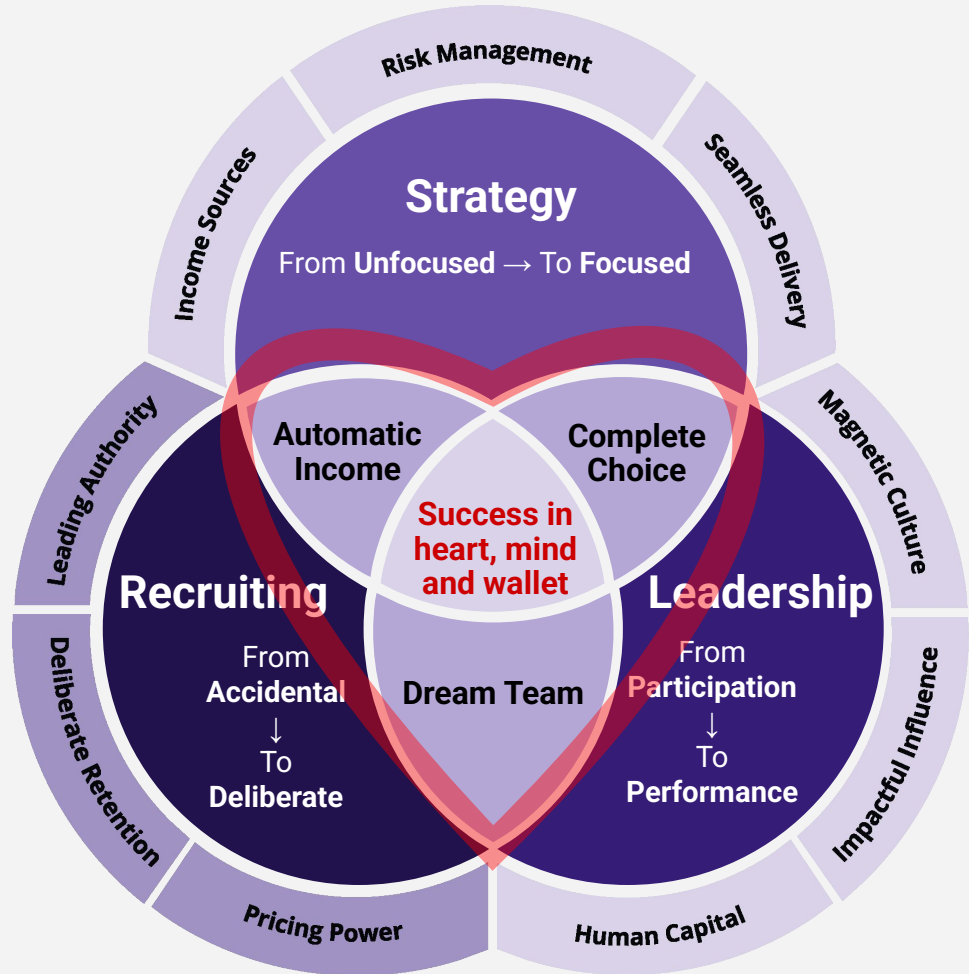 Risk Management
Income Sources
Seamless Delivery
Strategy
From Unfocused → To Focused
Leading Authority
Magnetic Culture
Automatic
Income
Complete
Choice
Success in
heart, mind
and wallet
Recruiting
From
Accidental
↓
To
Deliberate
Leadership
From
Participation
↓
To
Performance
Dream Team
Deliberate Retention
Impactful Influence
Pricing Power
Human Capital